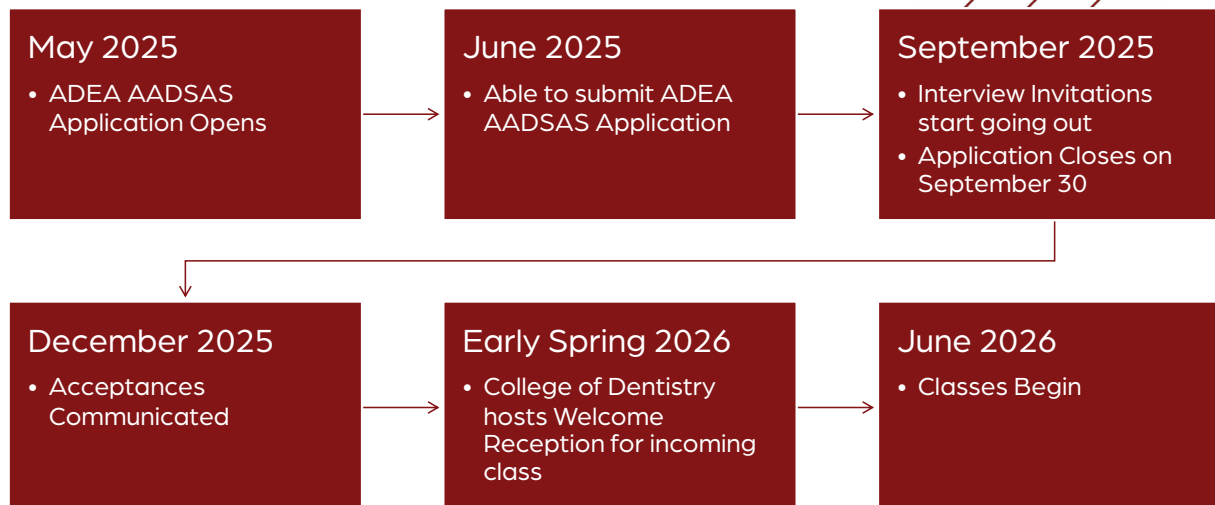 May 2025
• ADEA AADSAS
Application Opens
June 2025
• Able to submit ADEA
AADSAS Application
September 2025
• Interview Invitations
start going out
• Application Closes on
September 30
December 2025
• Acceptances
Communicated
Early Spring 2026
• College of Dentistry
hosts Welcome
Reception for incoming
class
June 2026
• Classes Begin